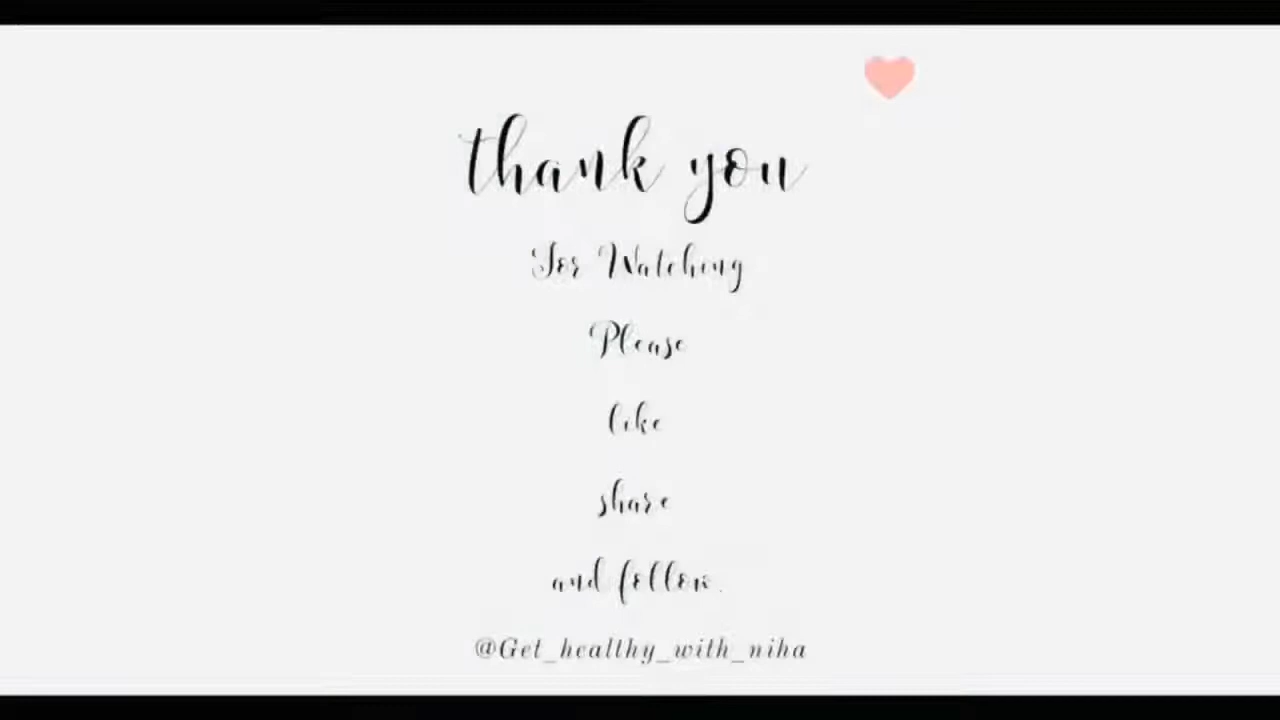 thank you
For Watching
Please
like
share
and follow.
@Get_healthy_with_niha